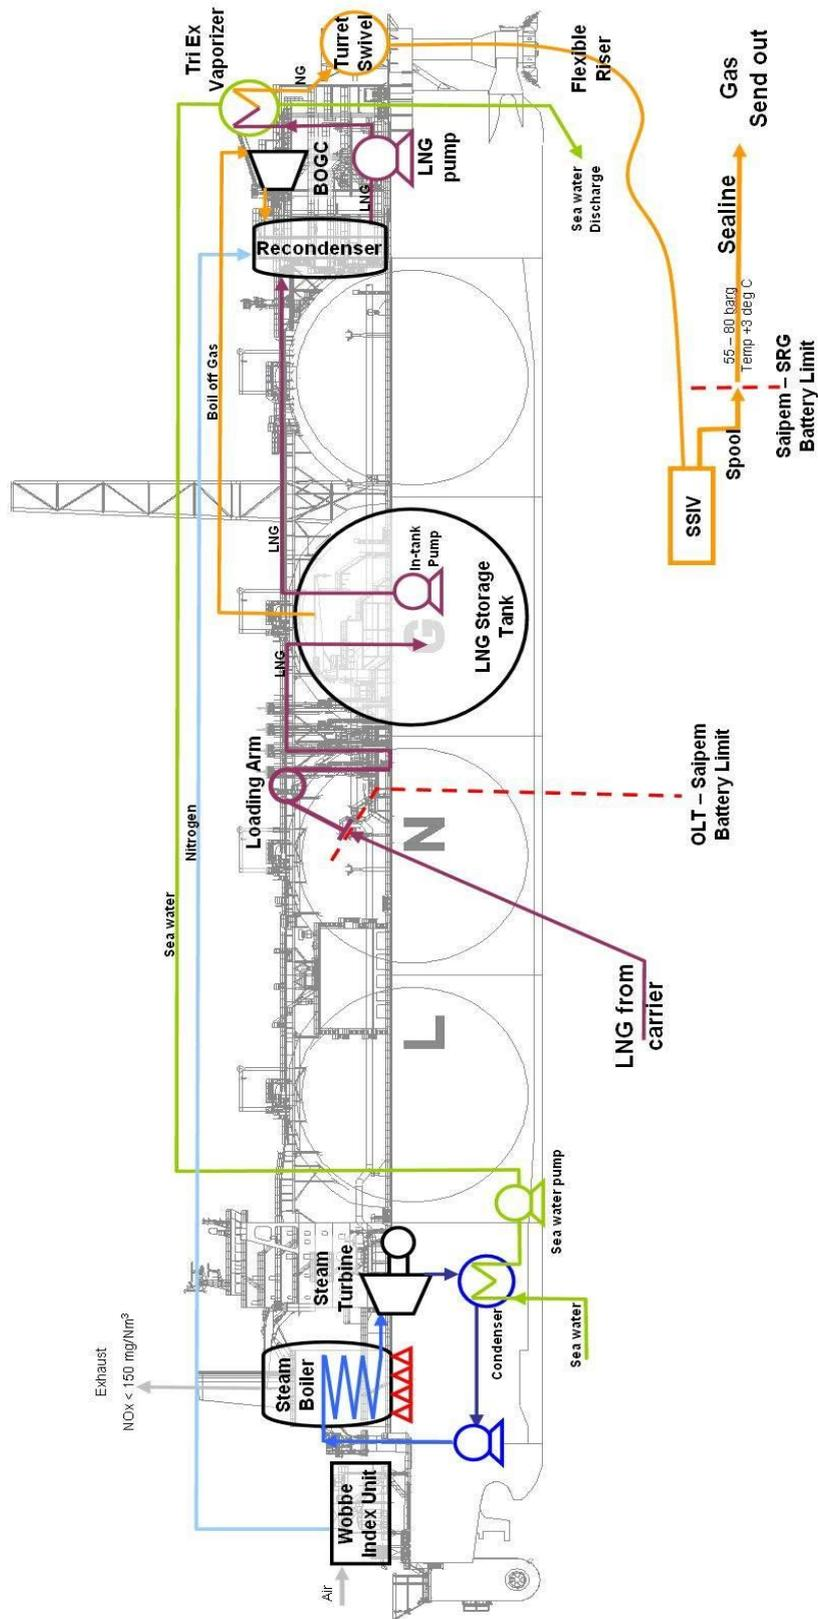 Exhaust
NOx < 150 mg/Nm³
Air
Wobbe
Index Unit
Steam
Boiler
Steam
Turbine
Condenser
Sea water
Sea water pump
Sea water
Nitrogen
L
N
G
LNG from
carrier
Loading Arm
OLT – Saipem
Battery Limit
LNG
LNG
In-tank
Pump
LNG Storage
Tank
Boil off Gas
Recondenser
BOGC
LNG
LNG
pump
Tri Ex
Vaporizer
NG
Turret
Swivel
Sea water
Discharge
Flexible
Riser
SSIV
Spool
Saipem – SRG
Battery Limit
55 – 80 barg
Temp +3 deg C
Sealine
Gas
Send out